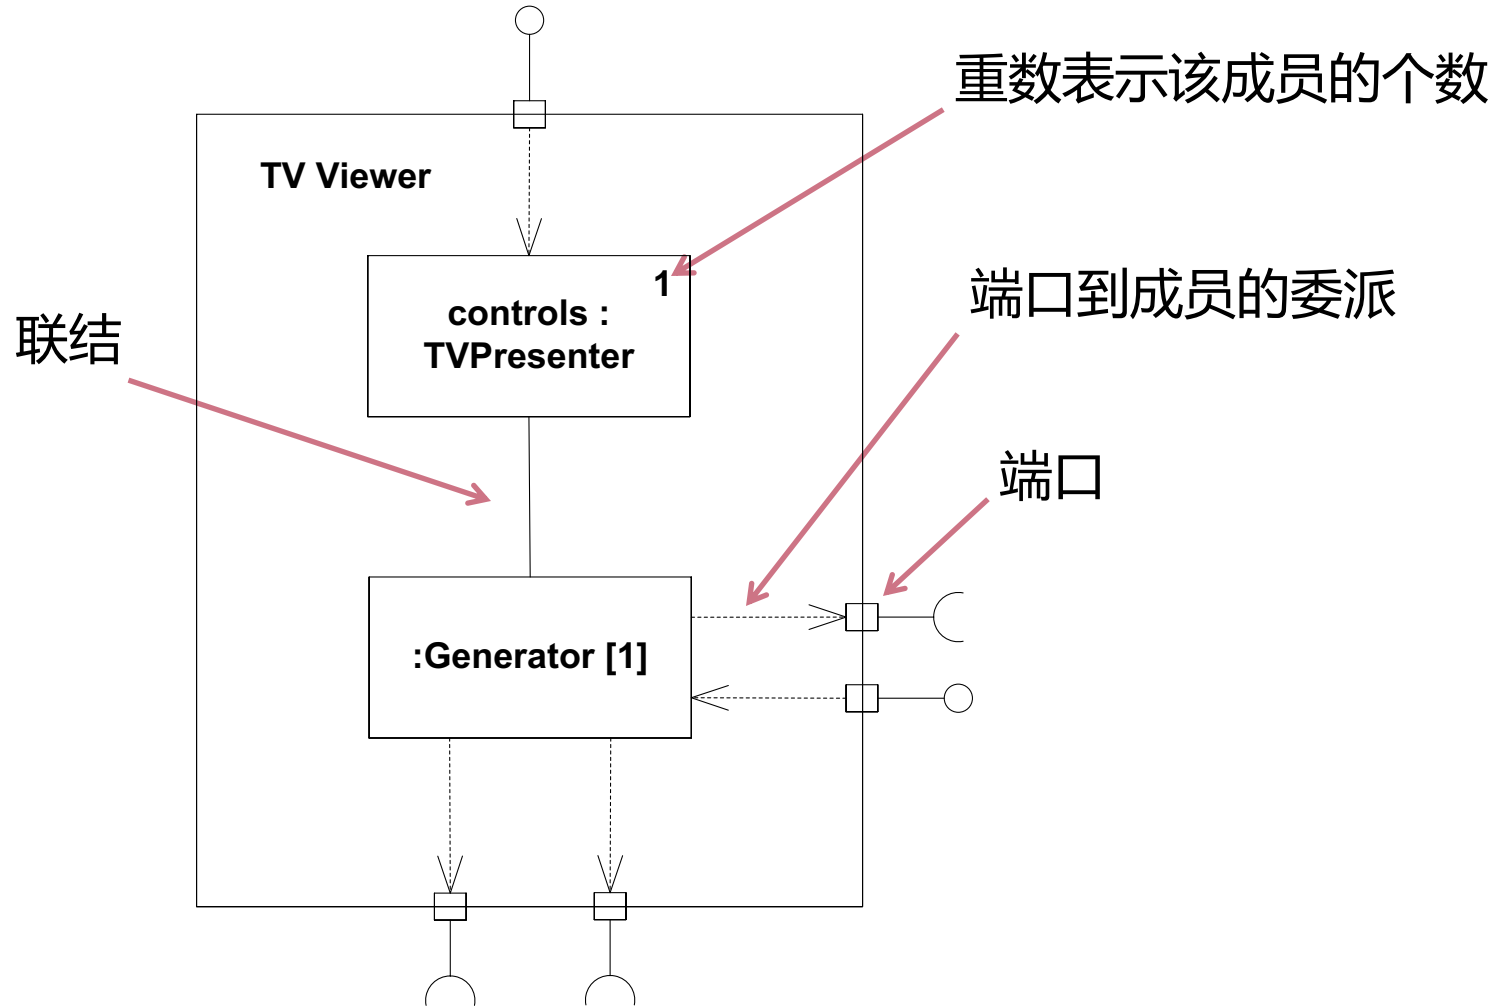 重数表示该成员的个数
TV Viewer
1
controls :
TVPresenter
端口到成员的委派
联结
端口
:Generator [1]